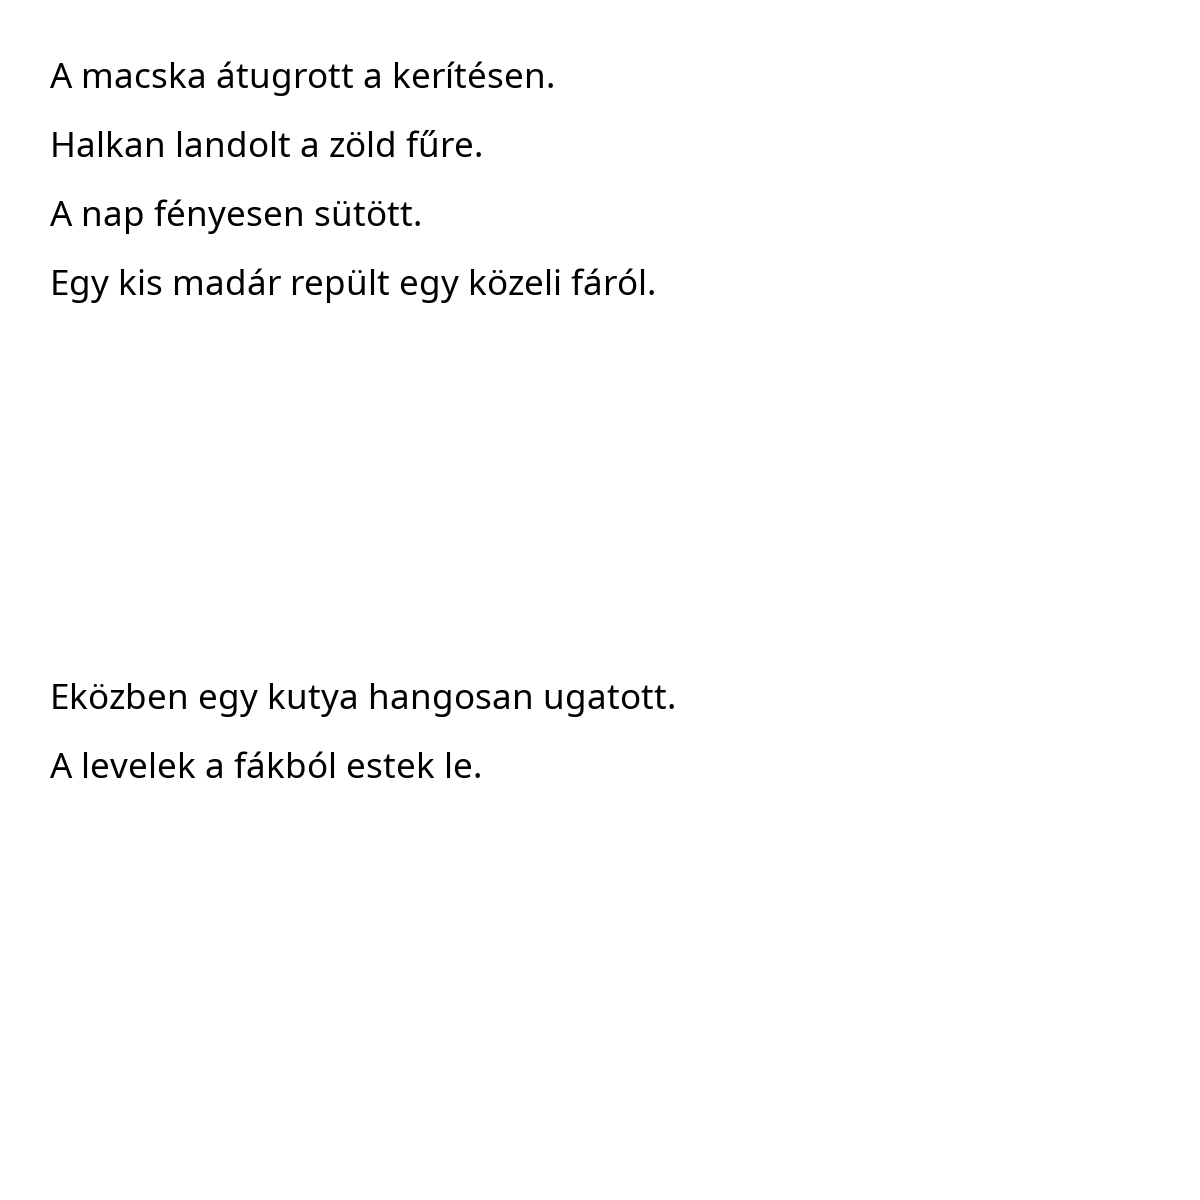 A macska átugrott a kerítésen.
Halkan landolt a zöld fűre.
A nap fényesen sütött.
Egy kis madár repült egy közeli fáról.
Eközben egy kutya hangosan ugatott.
A levelek a fákból estek le.